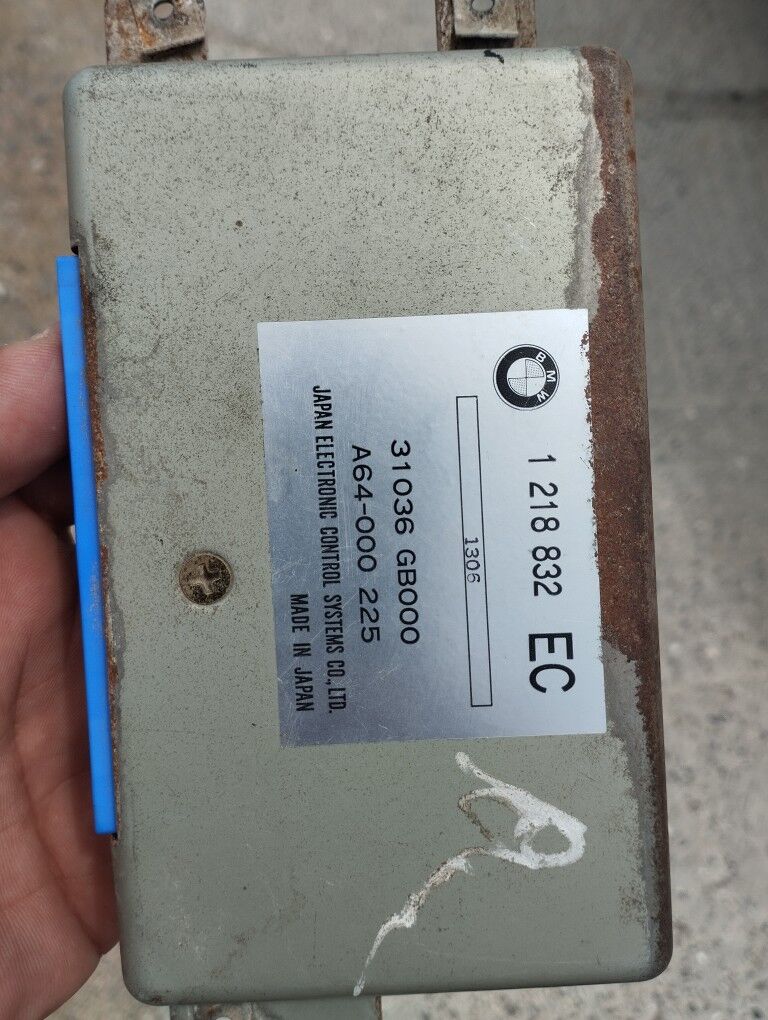 BMW
1 218 832 EC
1306
31036 GB000
A64-000 225
JAPAN ELECTRONIC CONTROL SYSTEMS CO., LTD.
MADE IN JAPAN